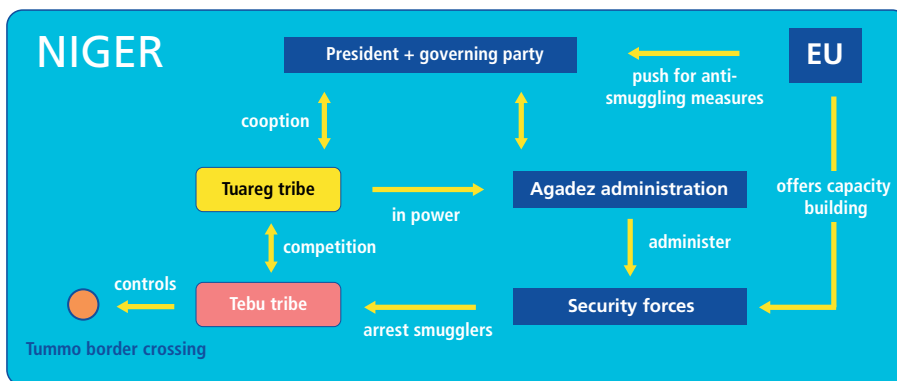 NIGER
President + governing party
EU
push for anti-
smuggling measures
cooption
Tuareg tribe
in power
Agadez administration
offers capacity
building
competition
administer
controls
Tebu tribe
arrest smugglers
Security forces
Tummo border crossing